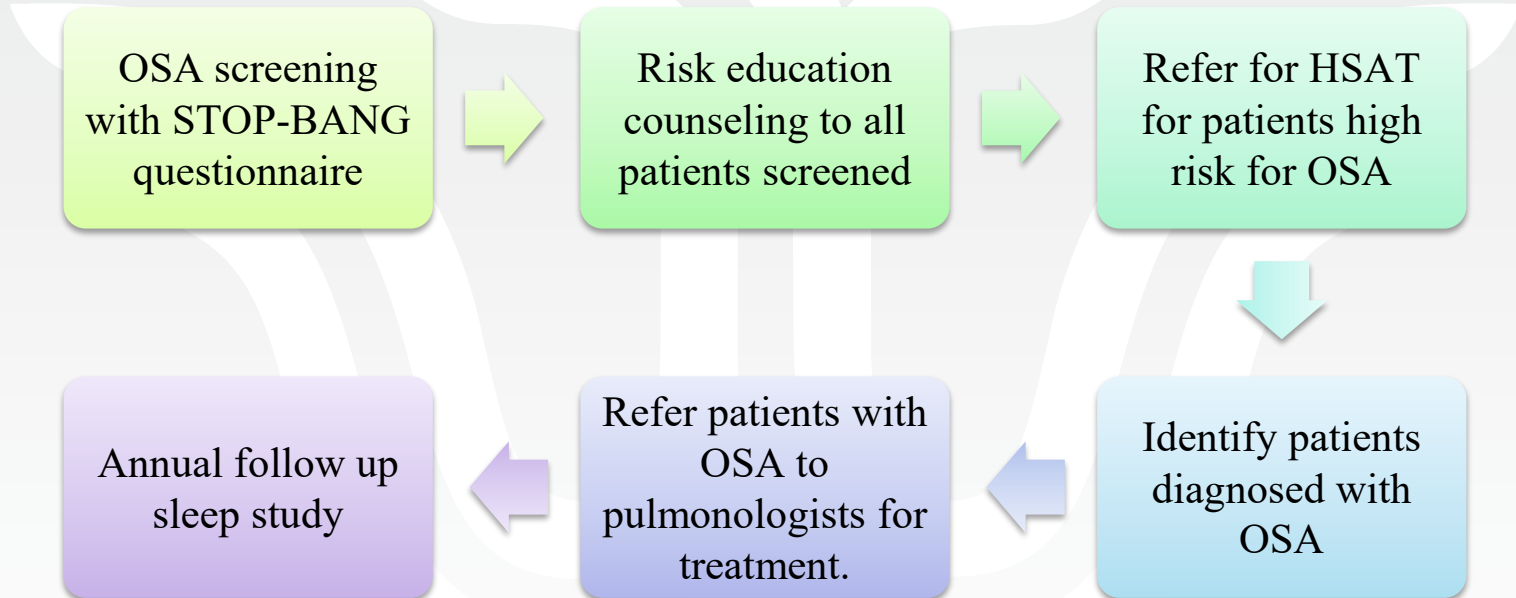 OSA screening
with STOP-BANG
questionnaire
Risk education
counseling to all
patients screened
Refer for HSAT
for patients high
risk for OSA
Identify patients
diagnosed with
OSA
Refer patients with
OSA to
pulmonologists for
treatment.
Annual follow up
sleep study